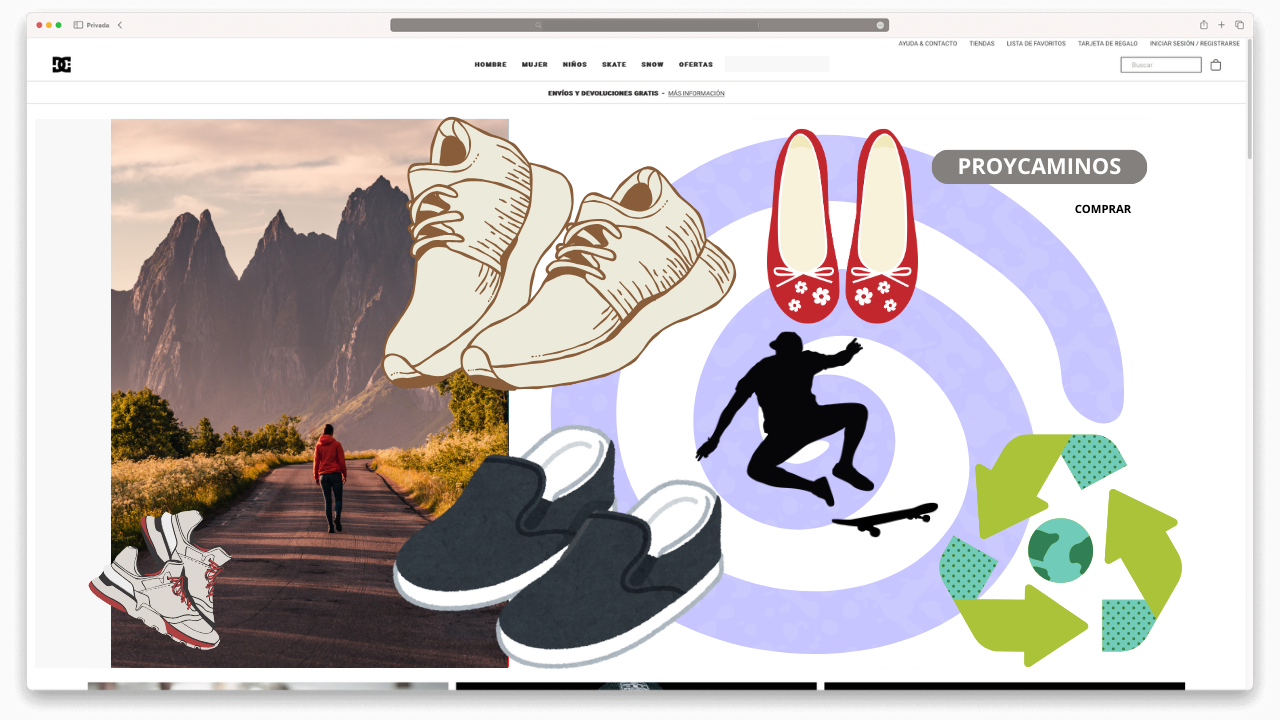 Privada
AYUDA & CONTACTO TIENDAS LISTA DE FAVORITOS TARJETA DE REGALO INICIAR SESIÓN / REGISTRARSE
DC HOMBRE MUJER NIÑOS SKATE SNOW OFERTAS Buscar
ENVÍOS Y DEVOLUCIONES GRATIS - MÁS INFORMACIÓN
PROYCAMINOS
COMPRAR